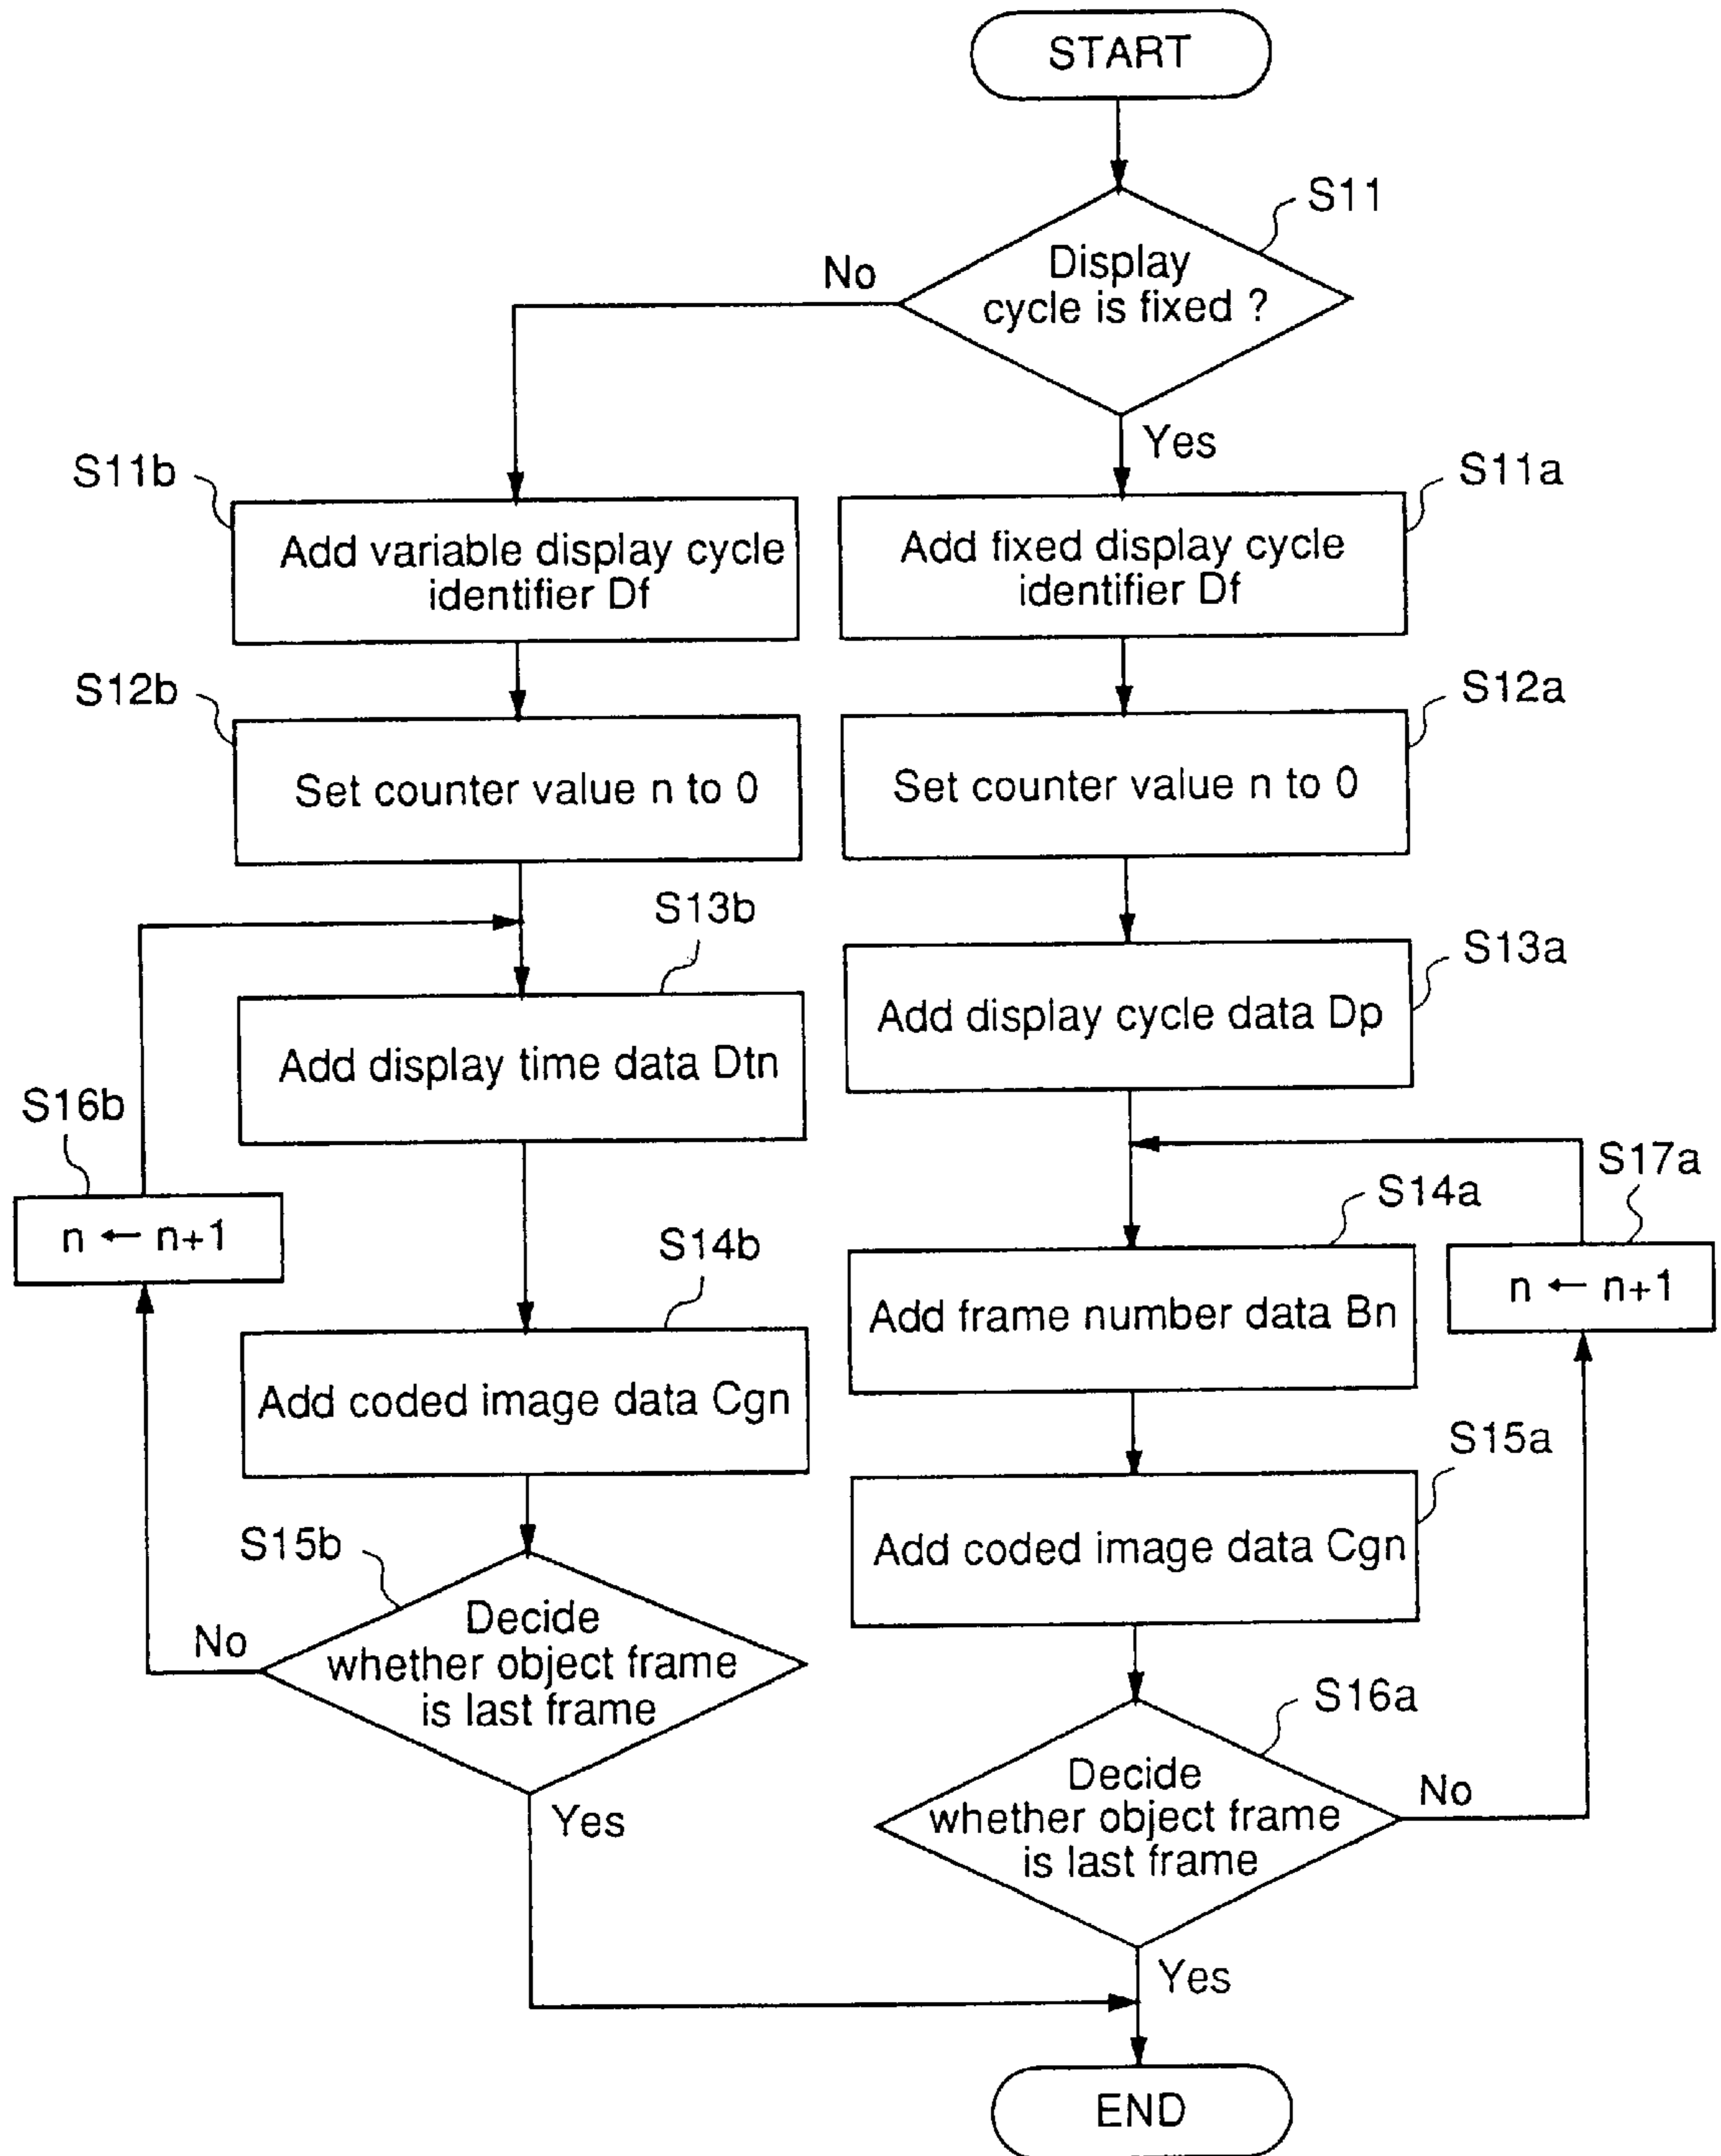 START
S11
Display
cycle is fixed ?
No
Yes
S11b
S11a
Add variable display cycle
identifier Df
Add fixed display cycle
identifier Df
S12b
S12a
Set counter value n to 0
Set counter value n to 0
S13b
S13a
Add display time data Dtn
Add display cycle data Dp
S16b
n ← n+1
S17a
n ← n+1
S14b
S14a
Add coded image data Cgn
Add frame number data Bn
S15a
Add coded image data Cgn
S15b
Decide
whether object frame
is last frame
No
Yes
S16a
Decide
whether object frame
is last frame
No
Yes
END